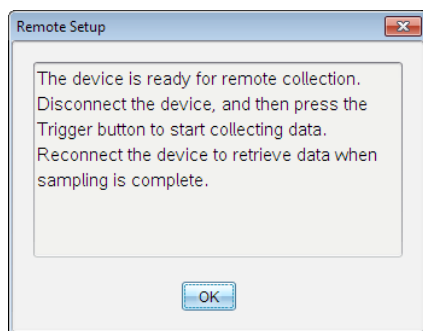 Remote Setup
The device is ready for remote collection.
Disconnect the device, and then press the
Trigger button to start collecting data.
Reconnect the device to retrieve data when
sampling is complete.
OK